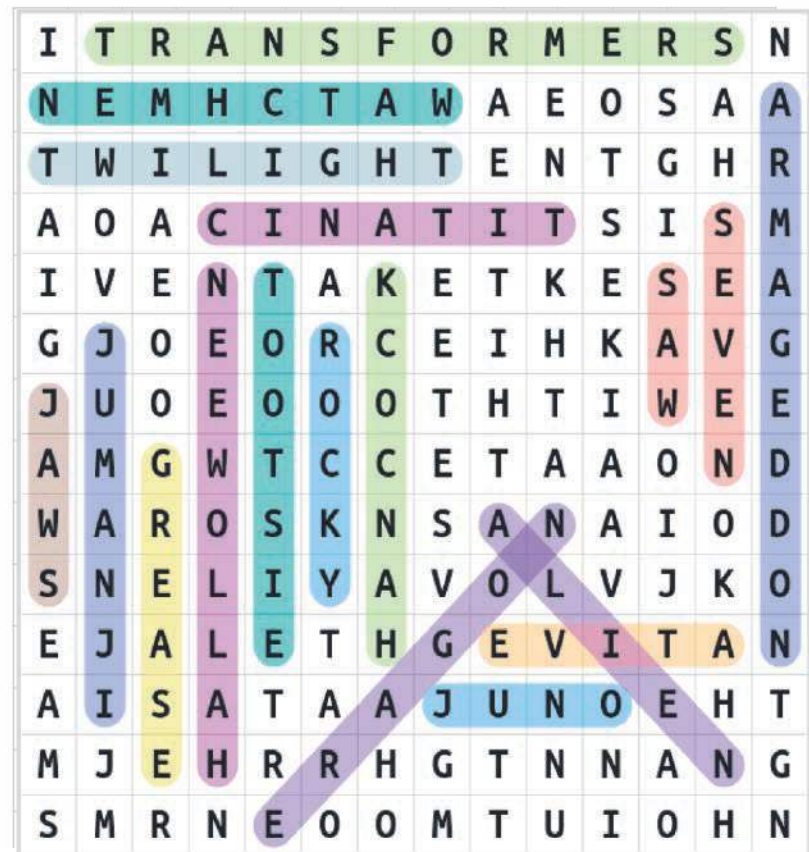 I T R A N S F O R M E R S N
N E M H C T A W A E O S A A
T W I L I G H T E N T G H R
A O A C I N A T I T S I S M
I V E N T A K E T K E S E A
G J O E O R C E I H K A V G
J U O E O O O T H T I W E E
A M G W T C C E T A A O N D
W A R O S K N S A N A I O D
S N E L I Y A V O L V J K O
E J A L E T H G E V I T A N
A I S A T A A J U N O E H T
M J E H R R H G T N N A N G
S M R N E O O M T U I O H N